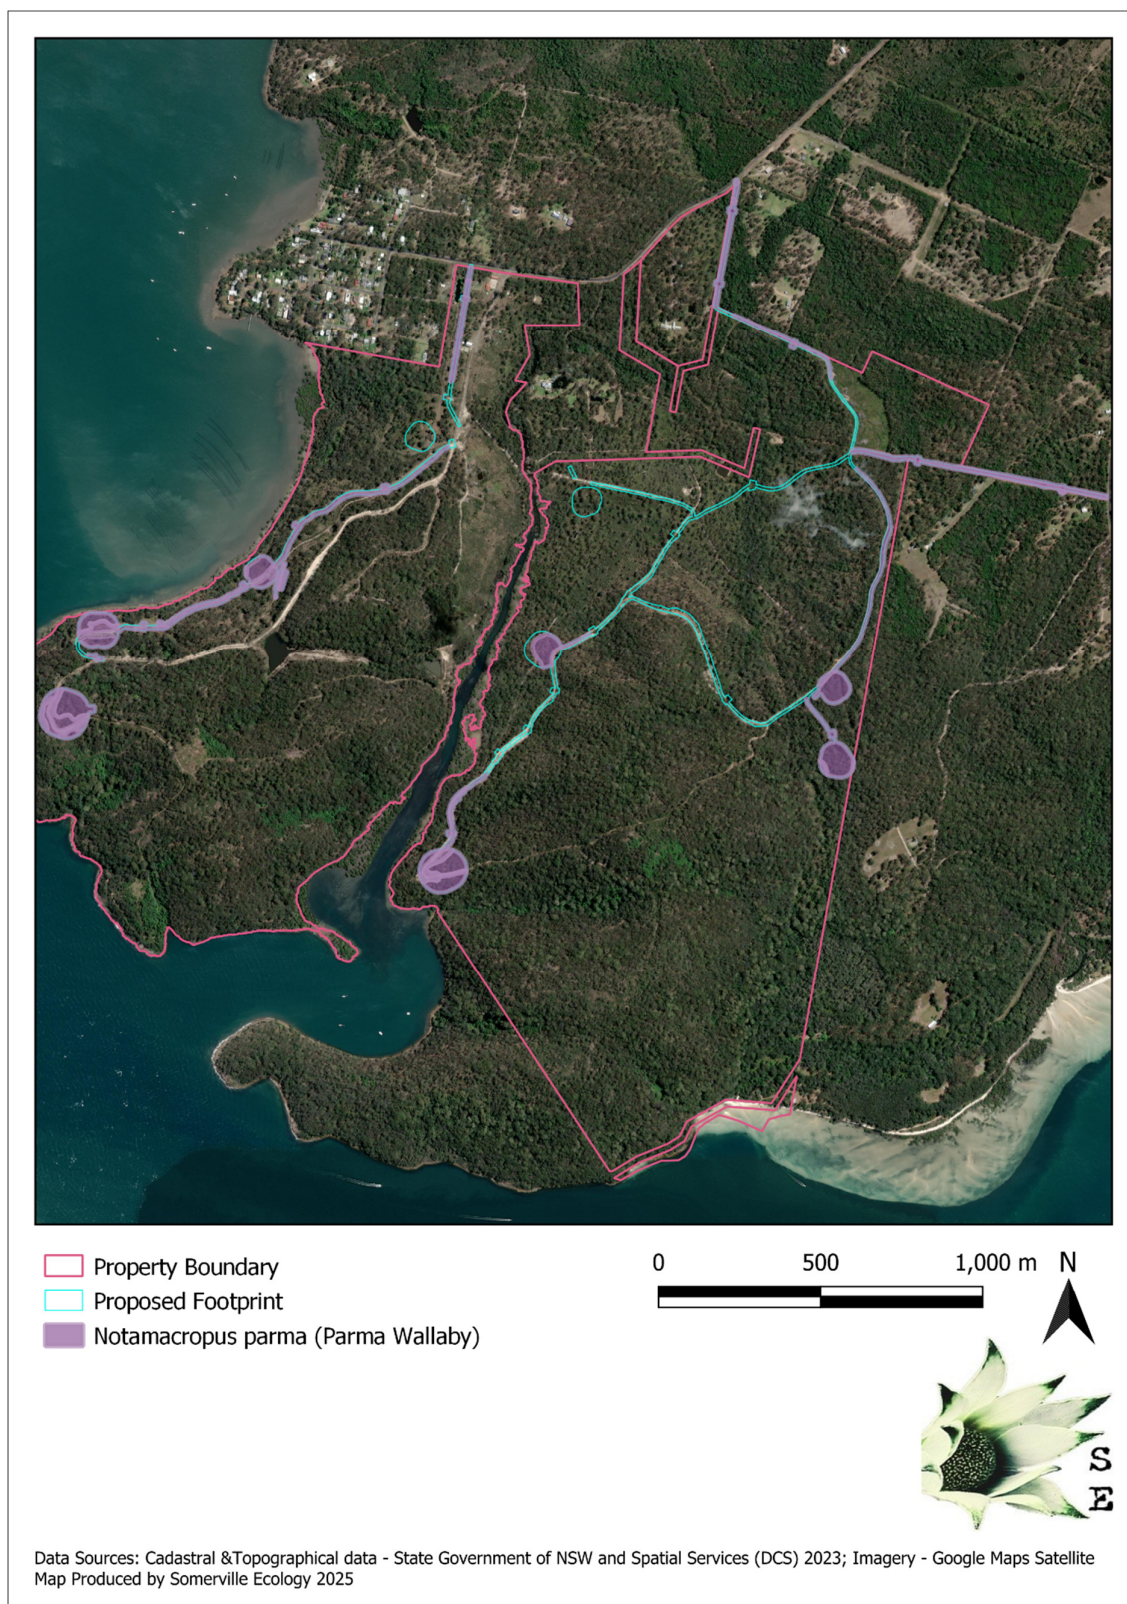 Property Boundary
Proposed Footprint
Notamacropus parma (Parma Wallaby)
0 500 1,000 m N
S
E
Data Sources: Cadastral &Topographical data - State Government of NSW and Spatial Services (DCS) 2023; Imagery - Google Maps Satellite
Map Produced by Somerville Ecology 2025